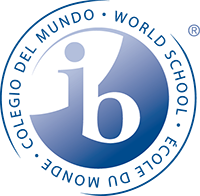 COLEGIO DEL MUNDO · WORLD SCHOOL · ÉCOLE DU MONDE ·
ib
®